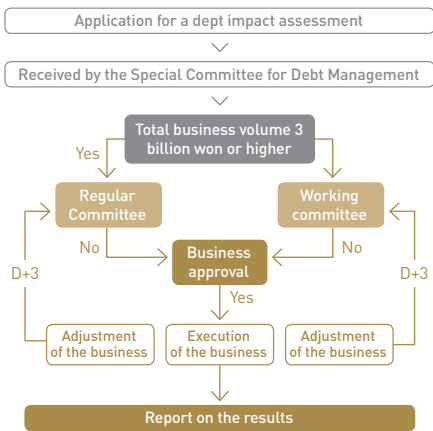 Application for a dept impact assessment
Received by the Special Committee for Debt Management
Total business volume 3
billion won or higher
Yes
Regular
Committee
Working
committee
No
No
Business
approval
D+3
D+3
Yes
Adjustment
of the business
Execution
of the business
Adjustment
of the business
Report on the results